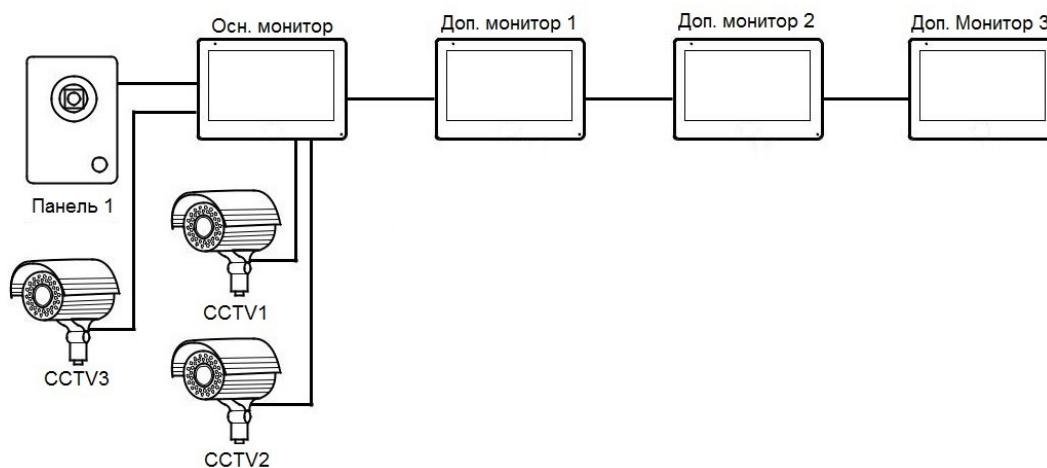 Осн. монитор
Доп. монитор 1
Доп. монитор 2
Доп. Монитор 3
Панель 1
CCTV1
CCTV3
CCTV2